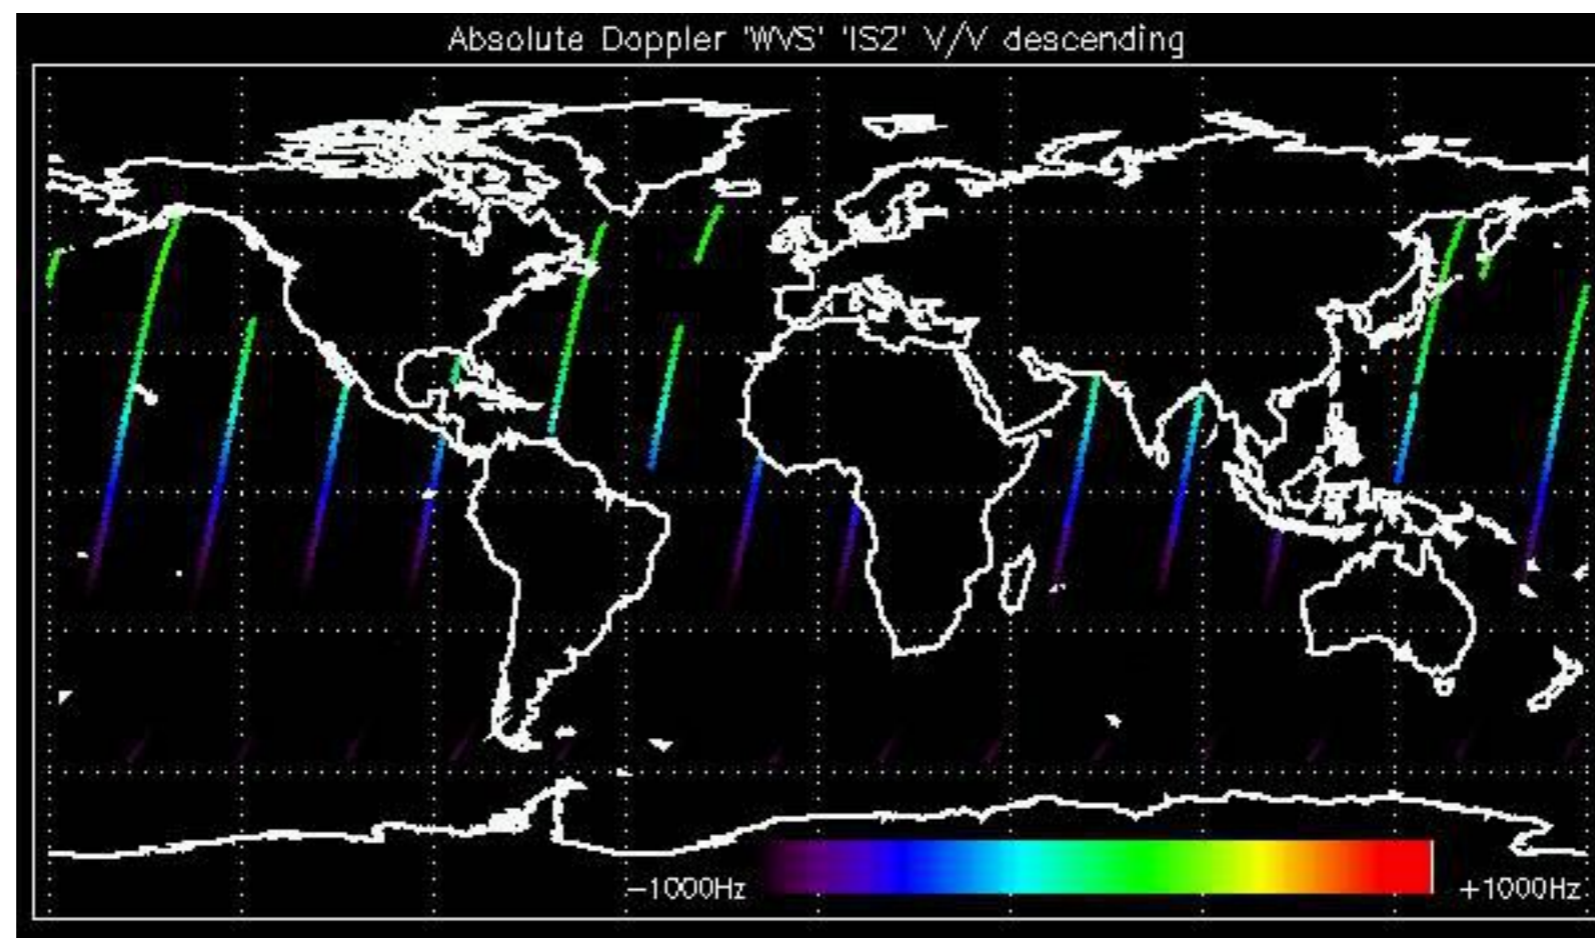 Absolute Doppler 'WVS' 'IS2' V/V descending
-1000Hz +1000Hz